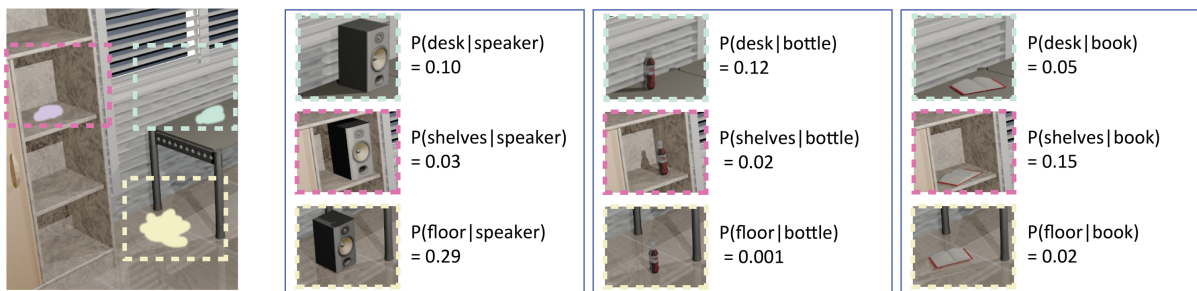 P(desk|speaker)
= 0.10
P(shelves|speaker)
= 0.03
P(floor|speaker)
= 0.29
P(desk|bottle)
= 0.12
P(shelves|bottle)
= 0.02
P(floor|bottle)
= 0.001
P(desk|book)
= 0.05
P(shelves|book)
= 0.15
P(floor|book)
= 0.02